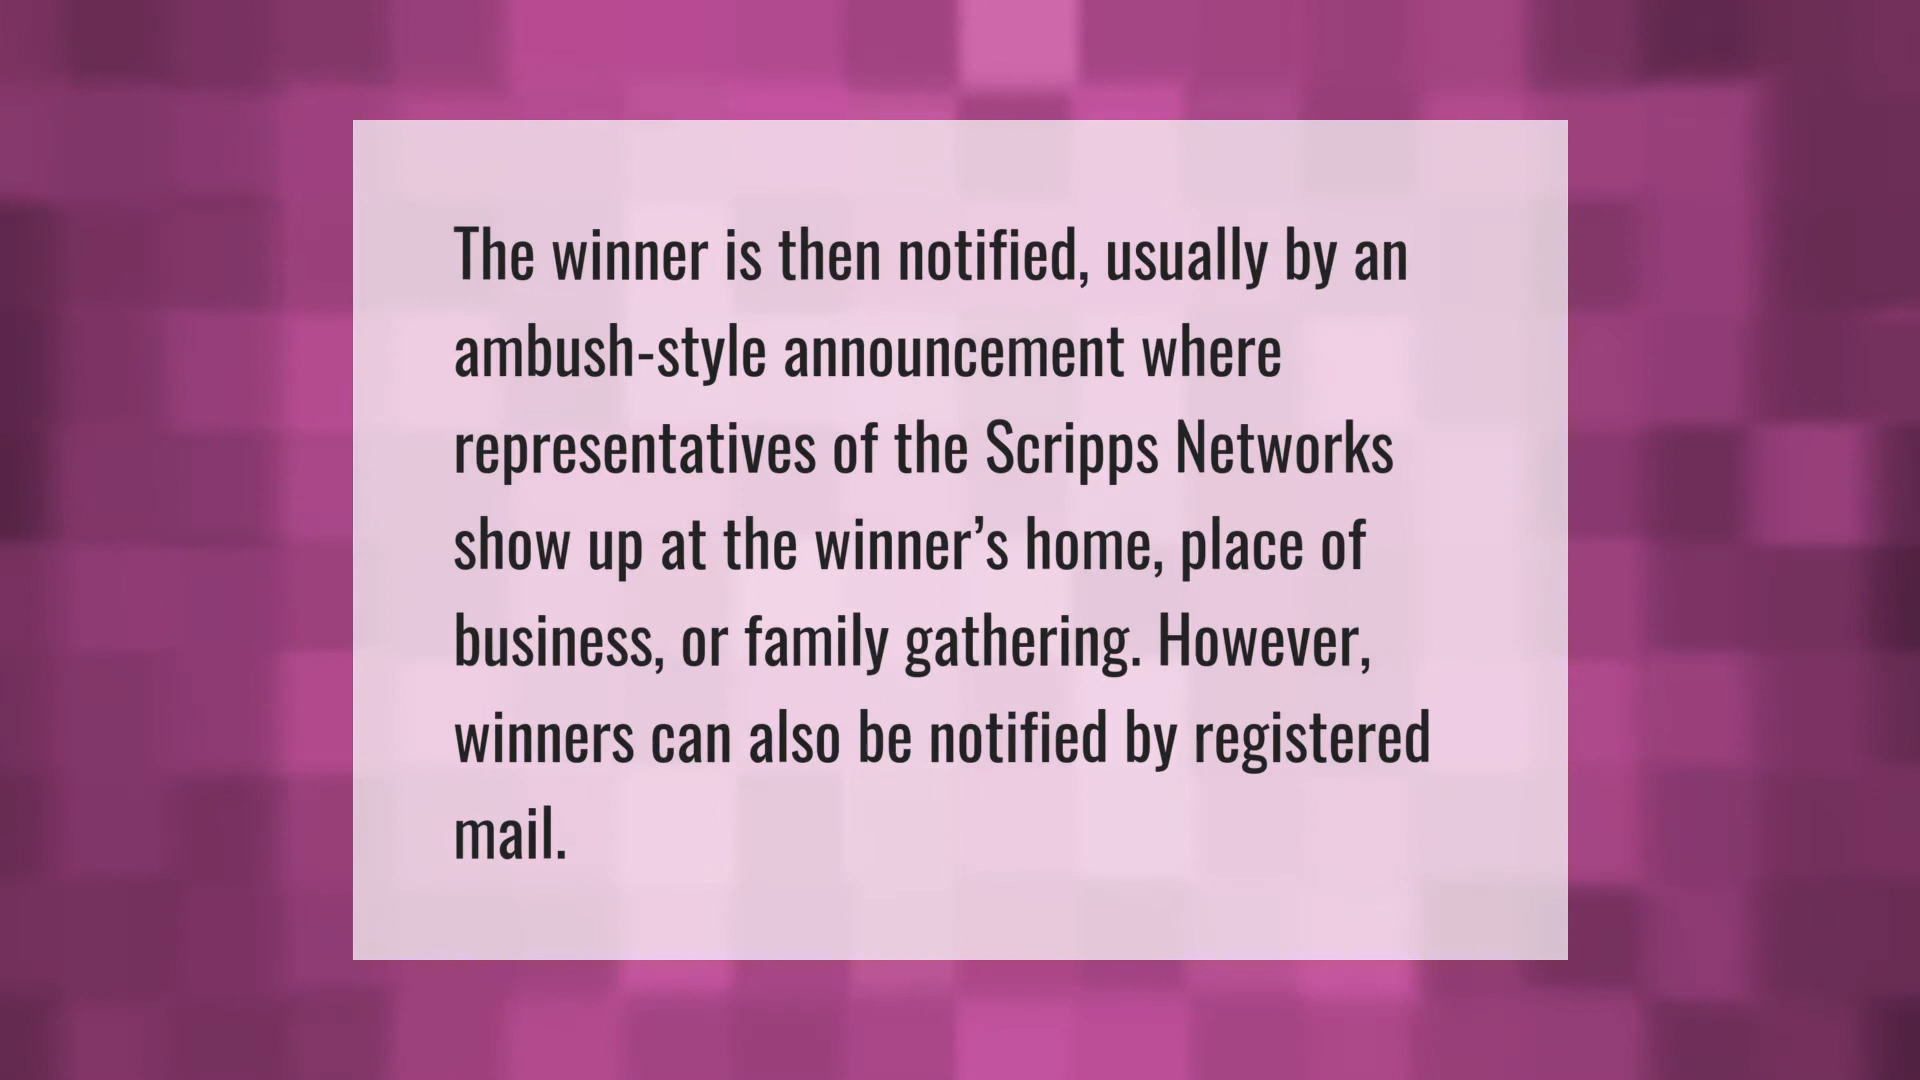 The winner is then notified, usually by an
ambush-style announcement where
representatives of the Scripps Networks
show up at the winner’s home, place of
business, or family gathering. However,
winners can also be notified by registered
mail.